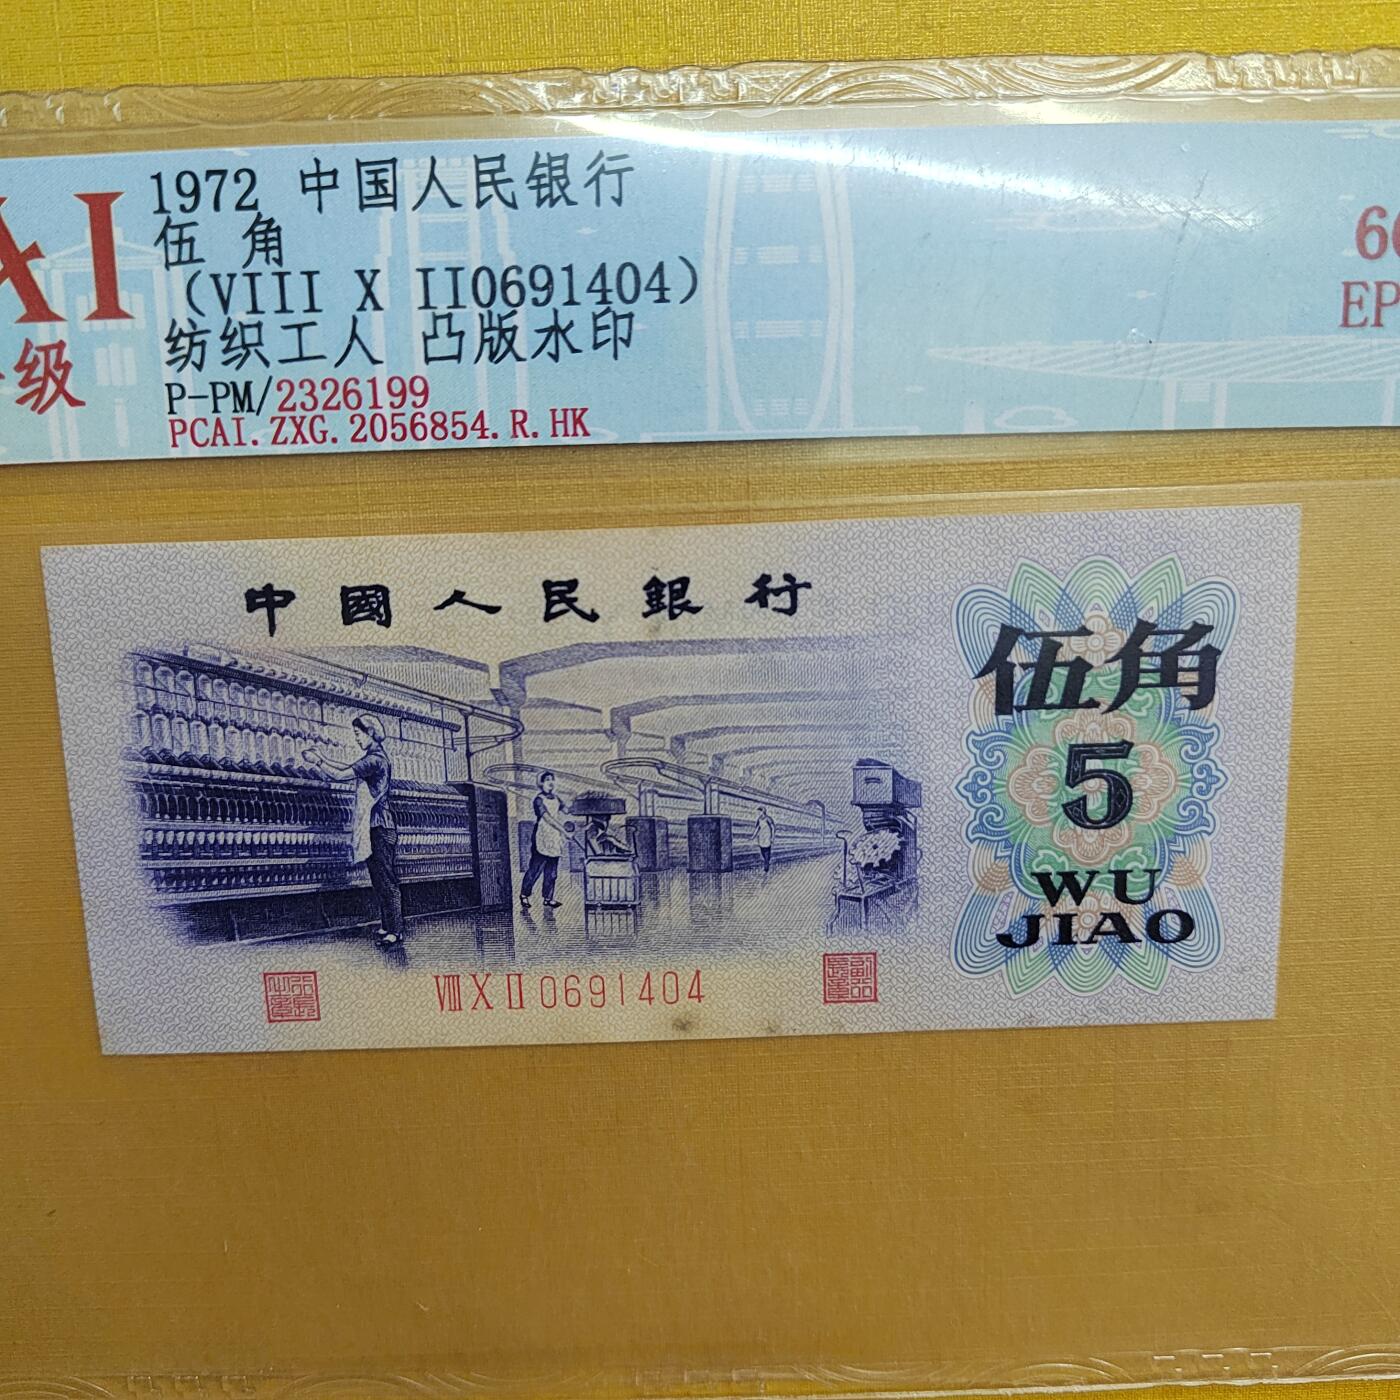 AI
级
1972 中国人民银行
伍 角
(VIII X II0691404)
纺织工人 凸版水印
P-PM/2326199
PCAI.ZXG.2056854.R.HK
EP
中國人民銀行
伍角
5
WU
JIAO
ⅧⅩⅡ0691404